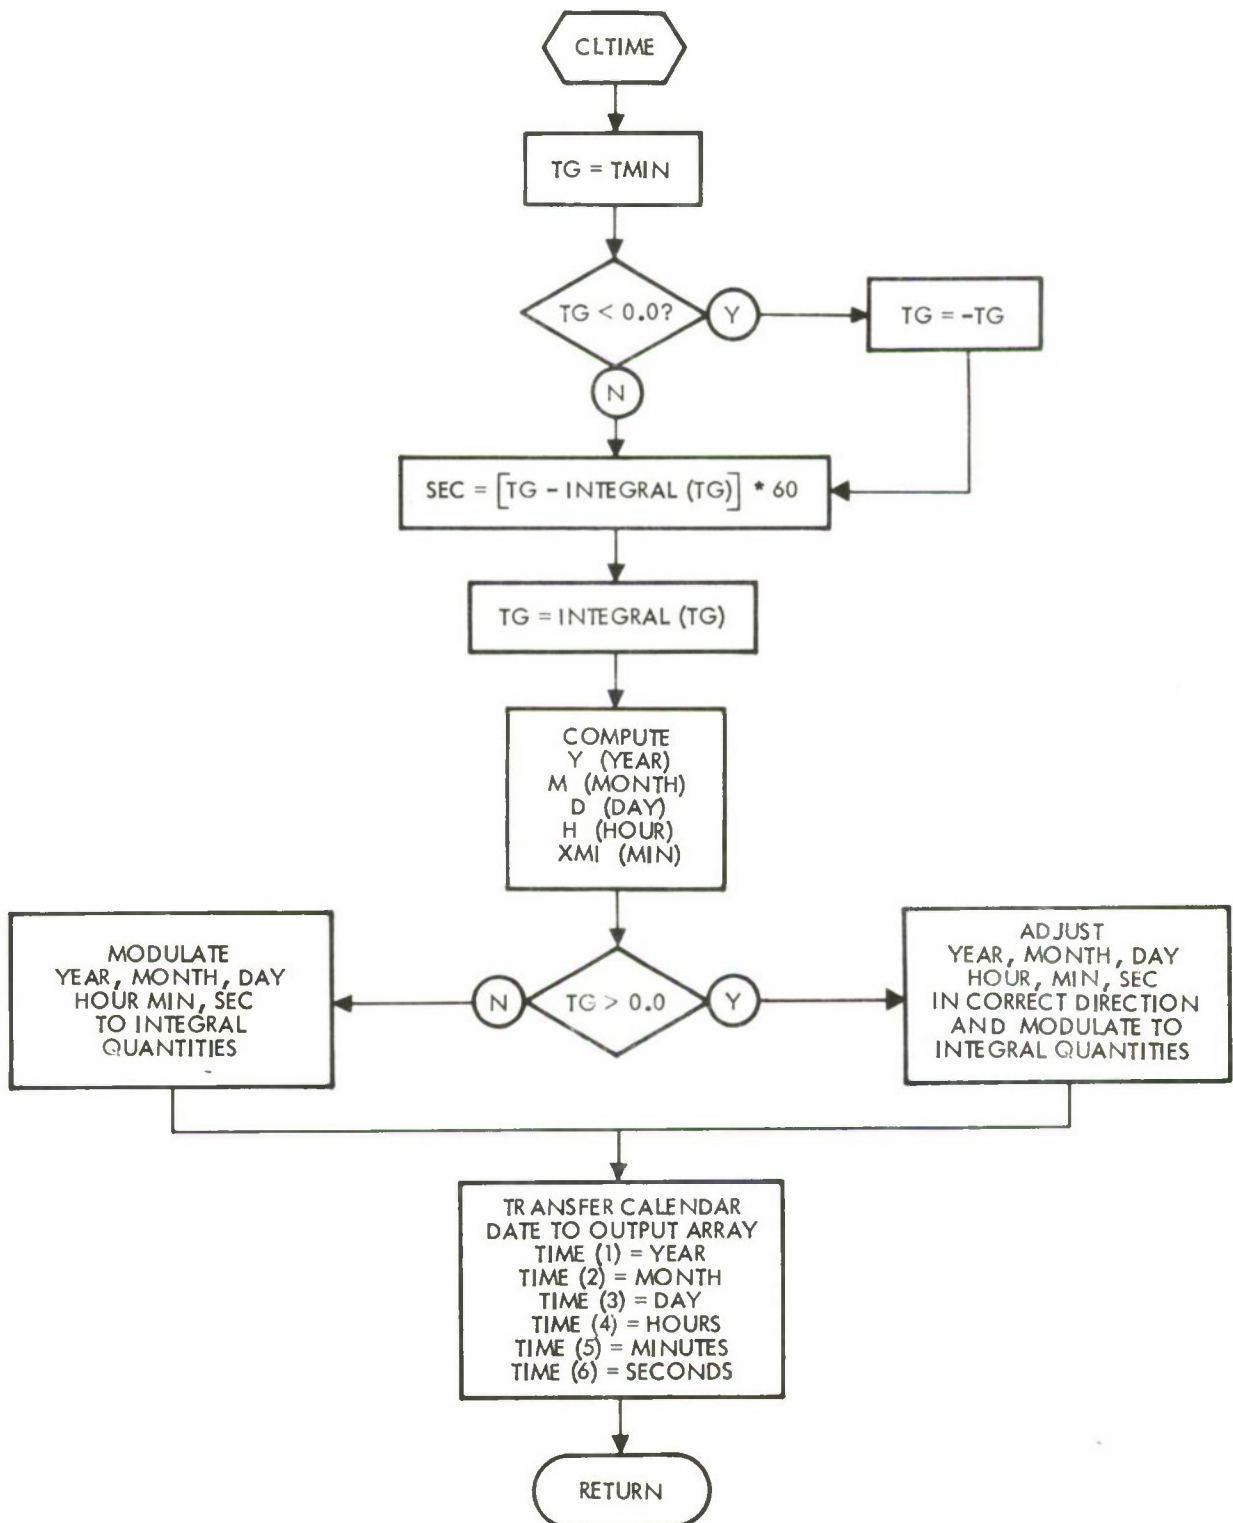 CLTIME
TG = TMIN
TG < 0.0?
Y
TG = -TG
N
SEC = [TG - INTEGRAL (TG)] * 60
TG = INTEGRAL (TG)
COMPUTE
Y (YEAR)
M (MONTH)
D (DAY)
H (HOUR)
XMI (MIN)
TG > 0.0
N
Y
MODULATE
YEAR, MONTH, DAY
HOUR MIN, SEC
TO INTEGRAL
QUANTITIES
ADJUST
YEAR, MONTH, DAY
HOUR, MIN, SEC
IN CORRECT DIRECTION
AND MODULATE TO
INTEGRAL QUANTITIES
TRANSFER CALENDAR
DATE TO OUTPUT ARRAY
TIME (1) = YEAR
TIME (2) = MONTH
TIME (3) = DAY
TIME (4) = HOURS
TIME (5) = MINUTES
TIME (6) = SECONDS
RETURN